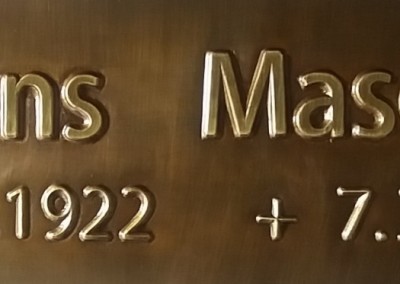 ns Mas
1922 + 7.